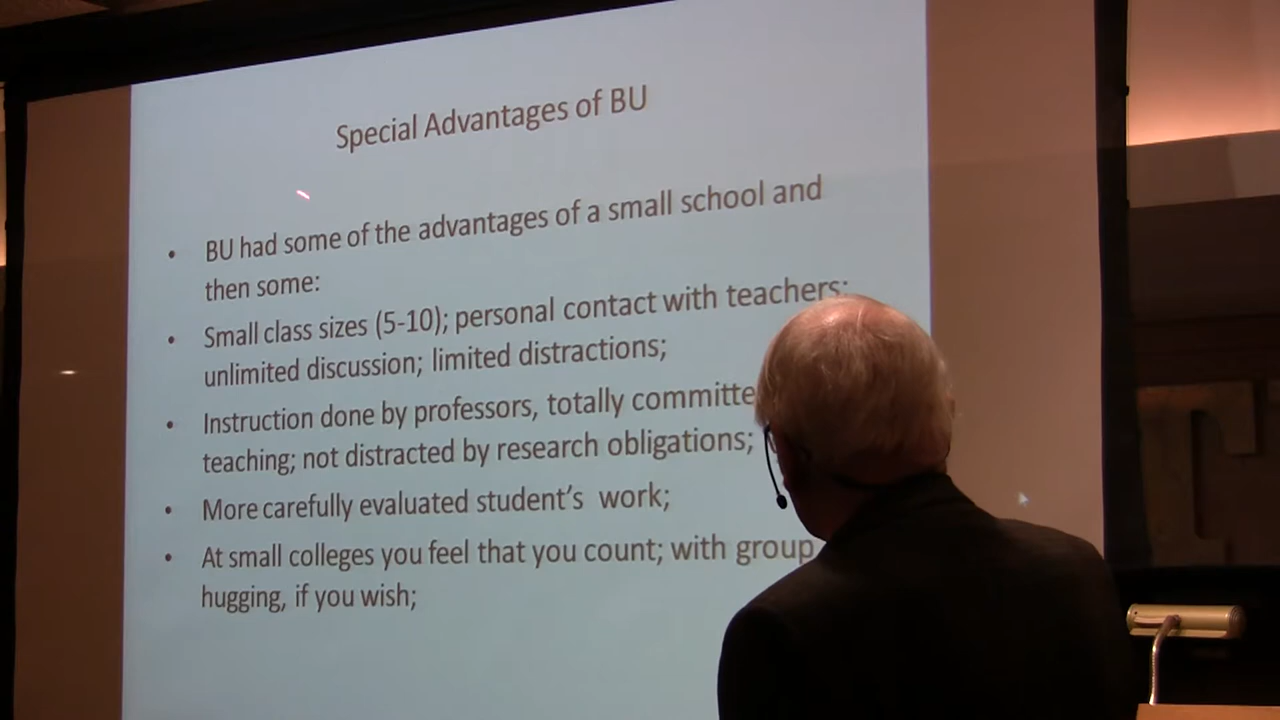 Special Advantages of BU
• BU had some of the advantages of a small school and
then some:
• Small class sizes (5-10); personal contact with teachers;
unlimited discussion; limited distractions;
• Instruction done by professors, totally
teaching; not distracted by research obligations;
• More carefully evaluated student's work;
• At small colleges you feel that you count; with group
hugging, if you wish;
T